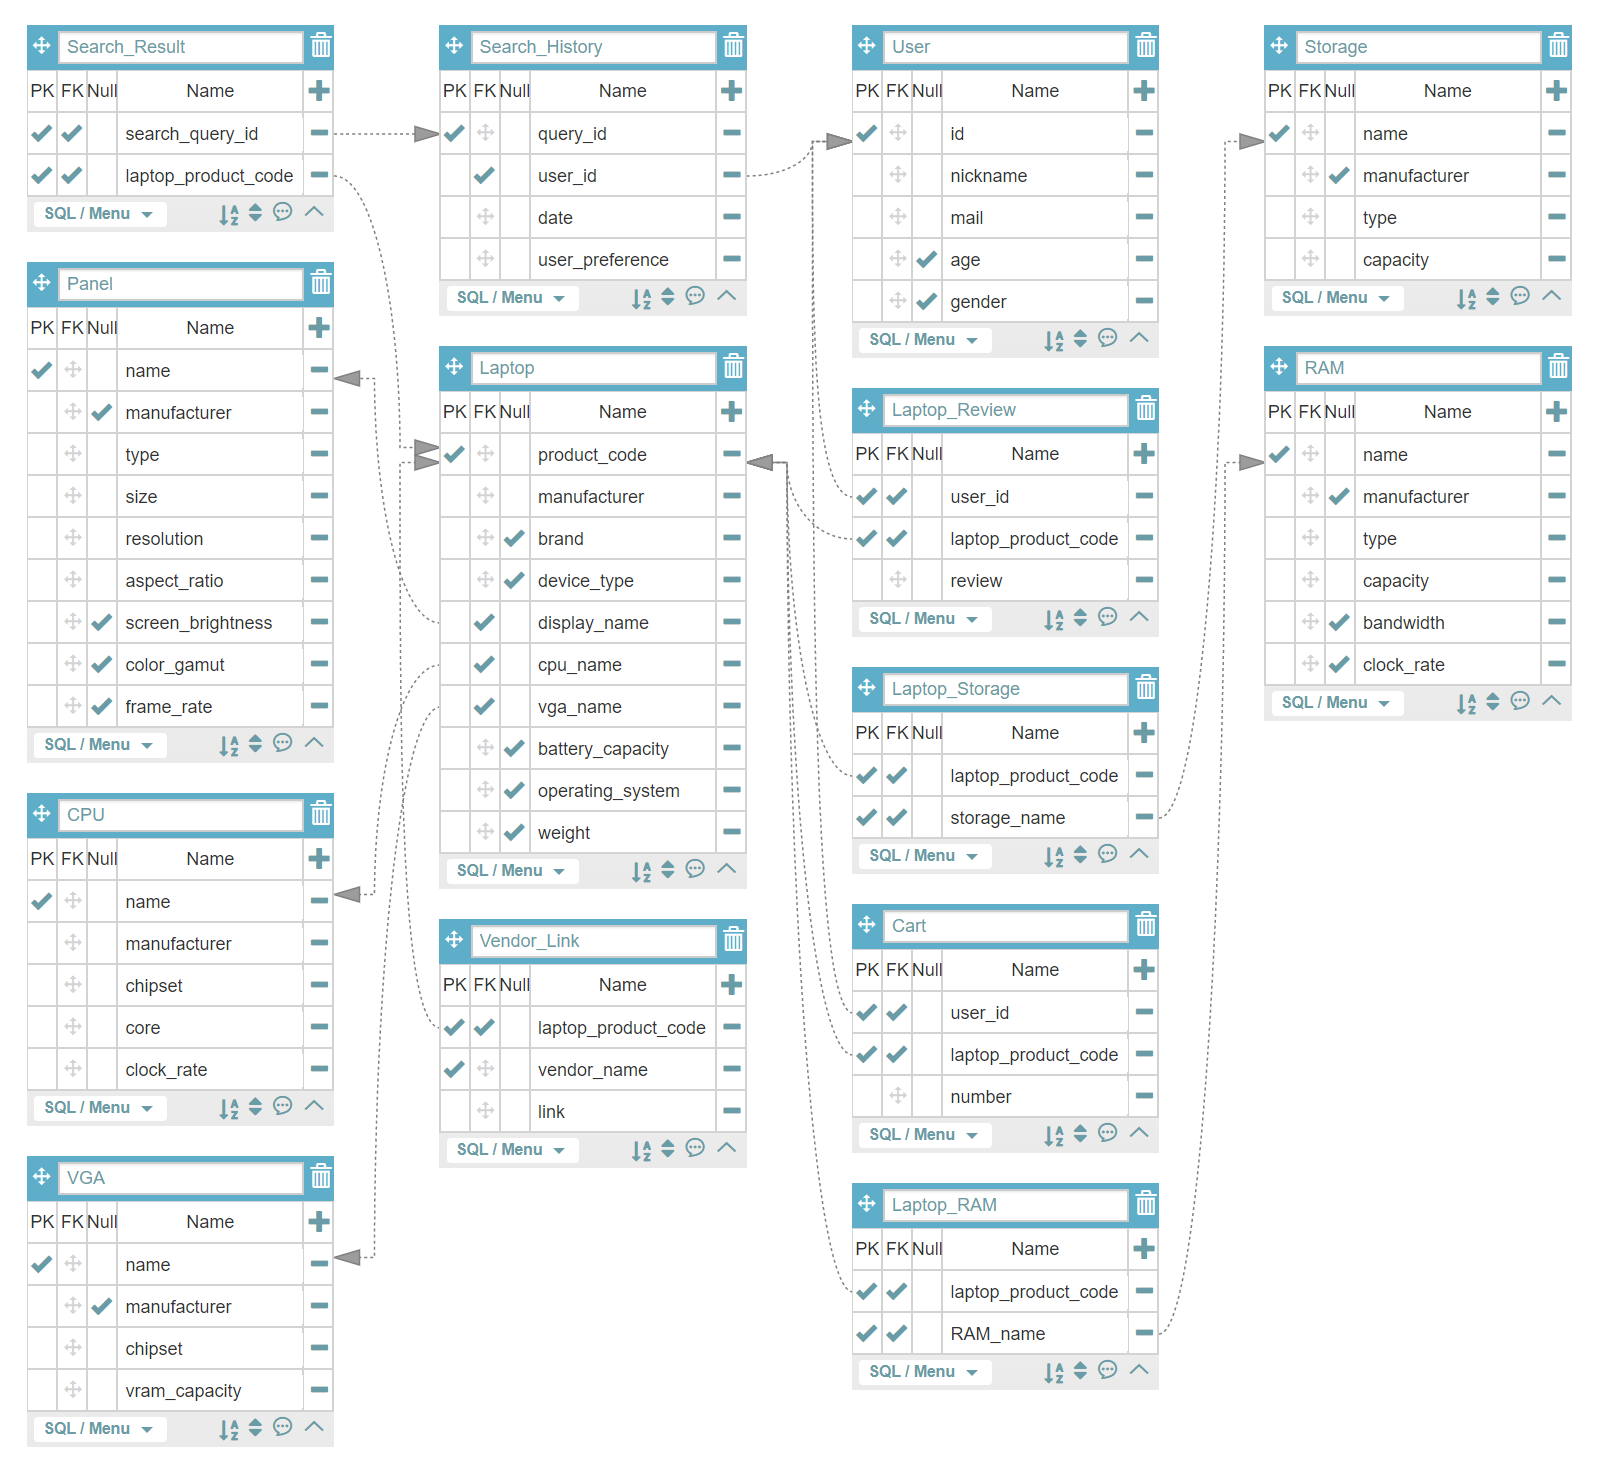 Search_Result
PK FK Null Name
search_query_id
laptop_product_code
SQL / Menu
Panel
PK FK Null Name
name
manufacturer
type
size
resolution
aspect_ratio
screen_brightness
color_gamut
frame_rate
SQL / Menu
CPU
PK FK Null Name
name
manufacturer
chipset
core
clock_rate
SQL / Menu
VGA
PK FK Null Name
name
manufacturer
chipset
vram_capacity
SQL / Menu
Search_History
PK FK Null Name
query_id
user_id
date
user_preference
SQL / Menu
Laptop
PK FK Null Name
product_code
manufacturer
brand
device_type
display_name
cpu_name
vga_name
battery_capacity
operating_system
weight
SQL / Menu
Vendor_Link
PK FK Null Name
laptop_product_code
vendor_name
link
SQL / Menu
User
PK FK Null Name
id
nickname
mail
age
gender
SQL / Menu
Laptop_Review
PK FK Null Name
user_id
laptop_product_code
review
SQL / Menu
Laptop_Storage
PK FK Null Name
laptop_product_code
storage_name
SQL / Menu
Cart
PK FK Null Name
user_id
laptop_product_code
number
SQL / Menu
Laptop_RAM
PK FK Null Name
laptop_product_code
RAM_name
SQL / Menu
Storage
PK FK Null Name
name
manufacturer
type
capacity
SQL / Menu
RAM
PK FK Null Name
name
manufacturer
type
capacity
bandwidth
clock_rate
SQL / Menu